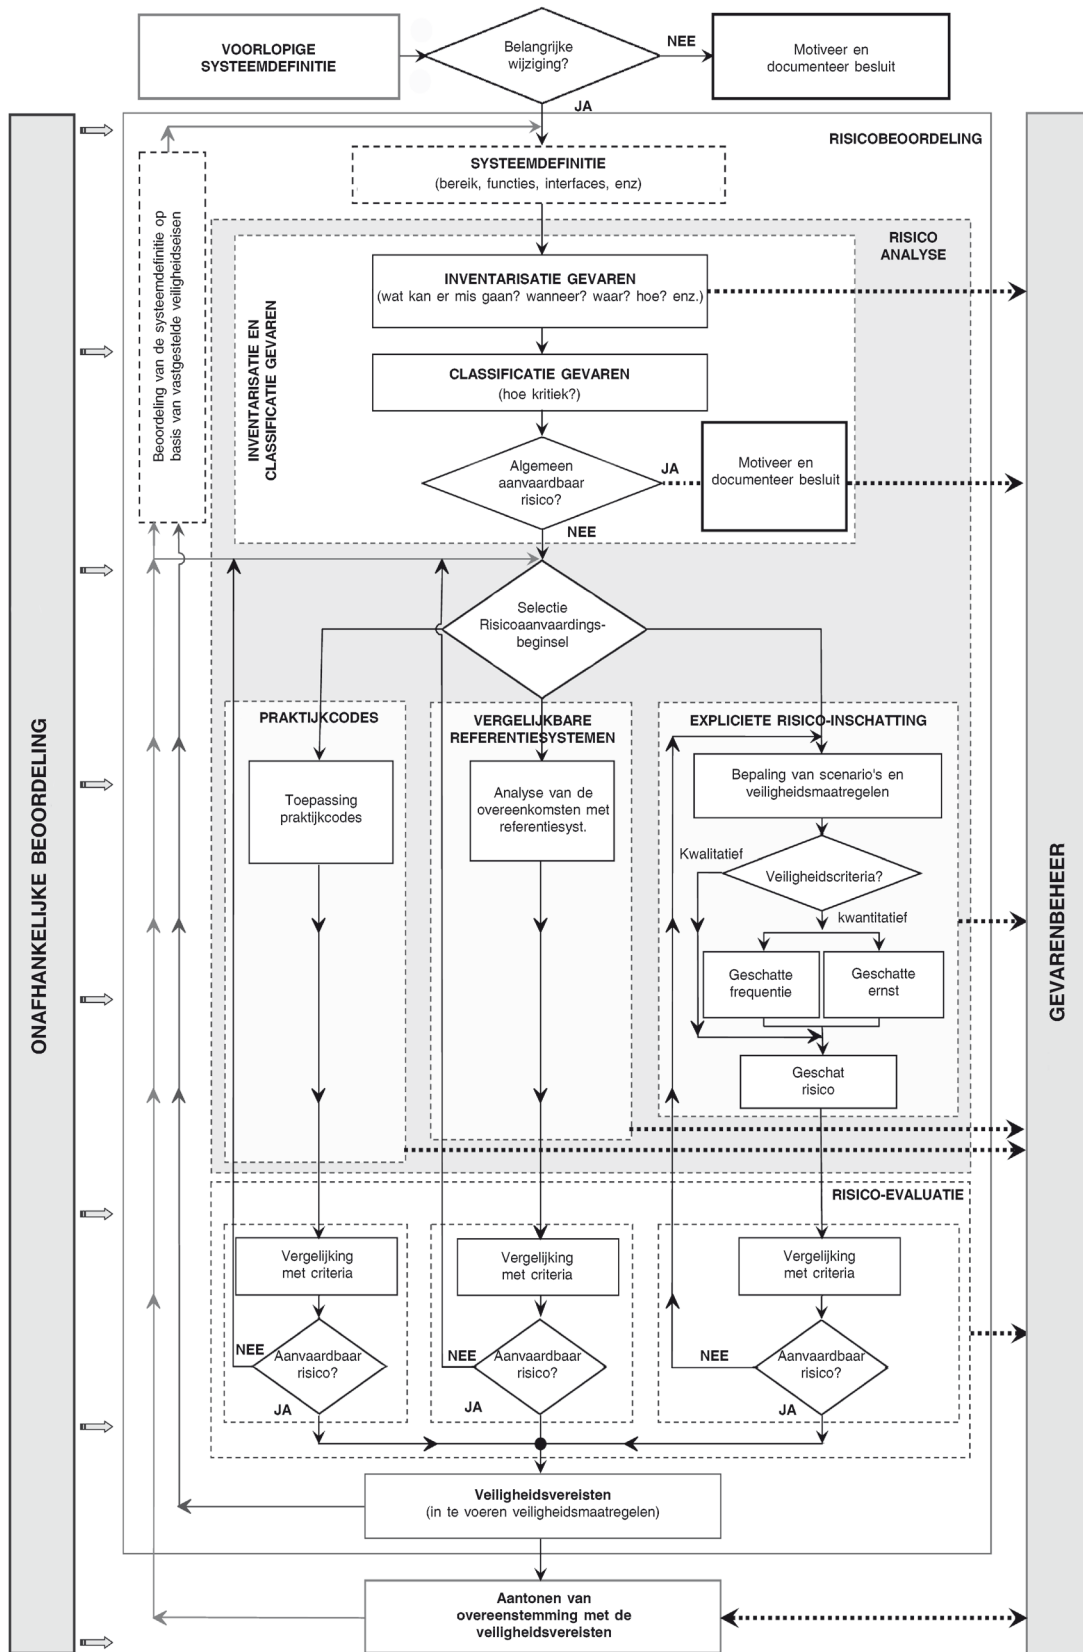 VOORLOPIGE
SYSTEEMDEFINITIE
Belangrijke
wijziging?
NEE
Motiveer en
documenteer besluit
JA
RISICOBEOORDELING
SYSTEEMDEFINITIE
(bereik, functies, interfaces, enz)
Beoordeling van de systeemdefinitie op
basis van vastgestelde veiligheidseisen
RISICO
ANALYSE
INVENTARISATIE EN
CLASSIFICATIE GEVAREN
INVENTARISATIE GEVAREN
(wat kan er mis gaan? wanneer? waar? hoe? enz.)
CLASSIFICATIE GEVAREN
(hoe kritiek?)
Algemeen
aanvaardbaar
risico?
JA
Motiveer en
documenteer besluit
NEE
Selectie
Risicoaanvaardings-
beginsel
ONAFHANKELIJKE BEOORDELING
GEVARENBEHEER
PRAKTIJKCODES
Toepassing
praktijkcodes
VERGELIJKBARE
REFERENTIESYSTEMEN
Analyse van de
overeenkomsten met
referentiesyst.
EXPLICIETE RISICO-INSCHATTING
Bepaling van scenario's en
veiligheidsmaatregelen
Kwalitatief
Veiligheidscriteria?
kwantitatief
Geschatte
frequentie
Geschatte
ernst
Geschat
risico
RISICO-EVALUATIE
Vergelijking
met criteria
Vergelijking
met criteria
Vergelijking
met criteria
NEE
Aanvaardbaar
risico?
JA
NEE
Aanvaardbaar
risico?
JA
NEE
Aanvaardbaar
risico?
JA
Veiligheidsvereisten
(in te voeren veiligheidsmaatregelen)
Aantonen van
overeenstemming met de
veiligheidsvereisten